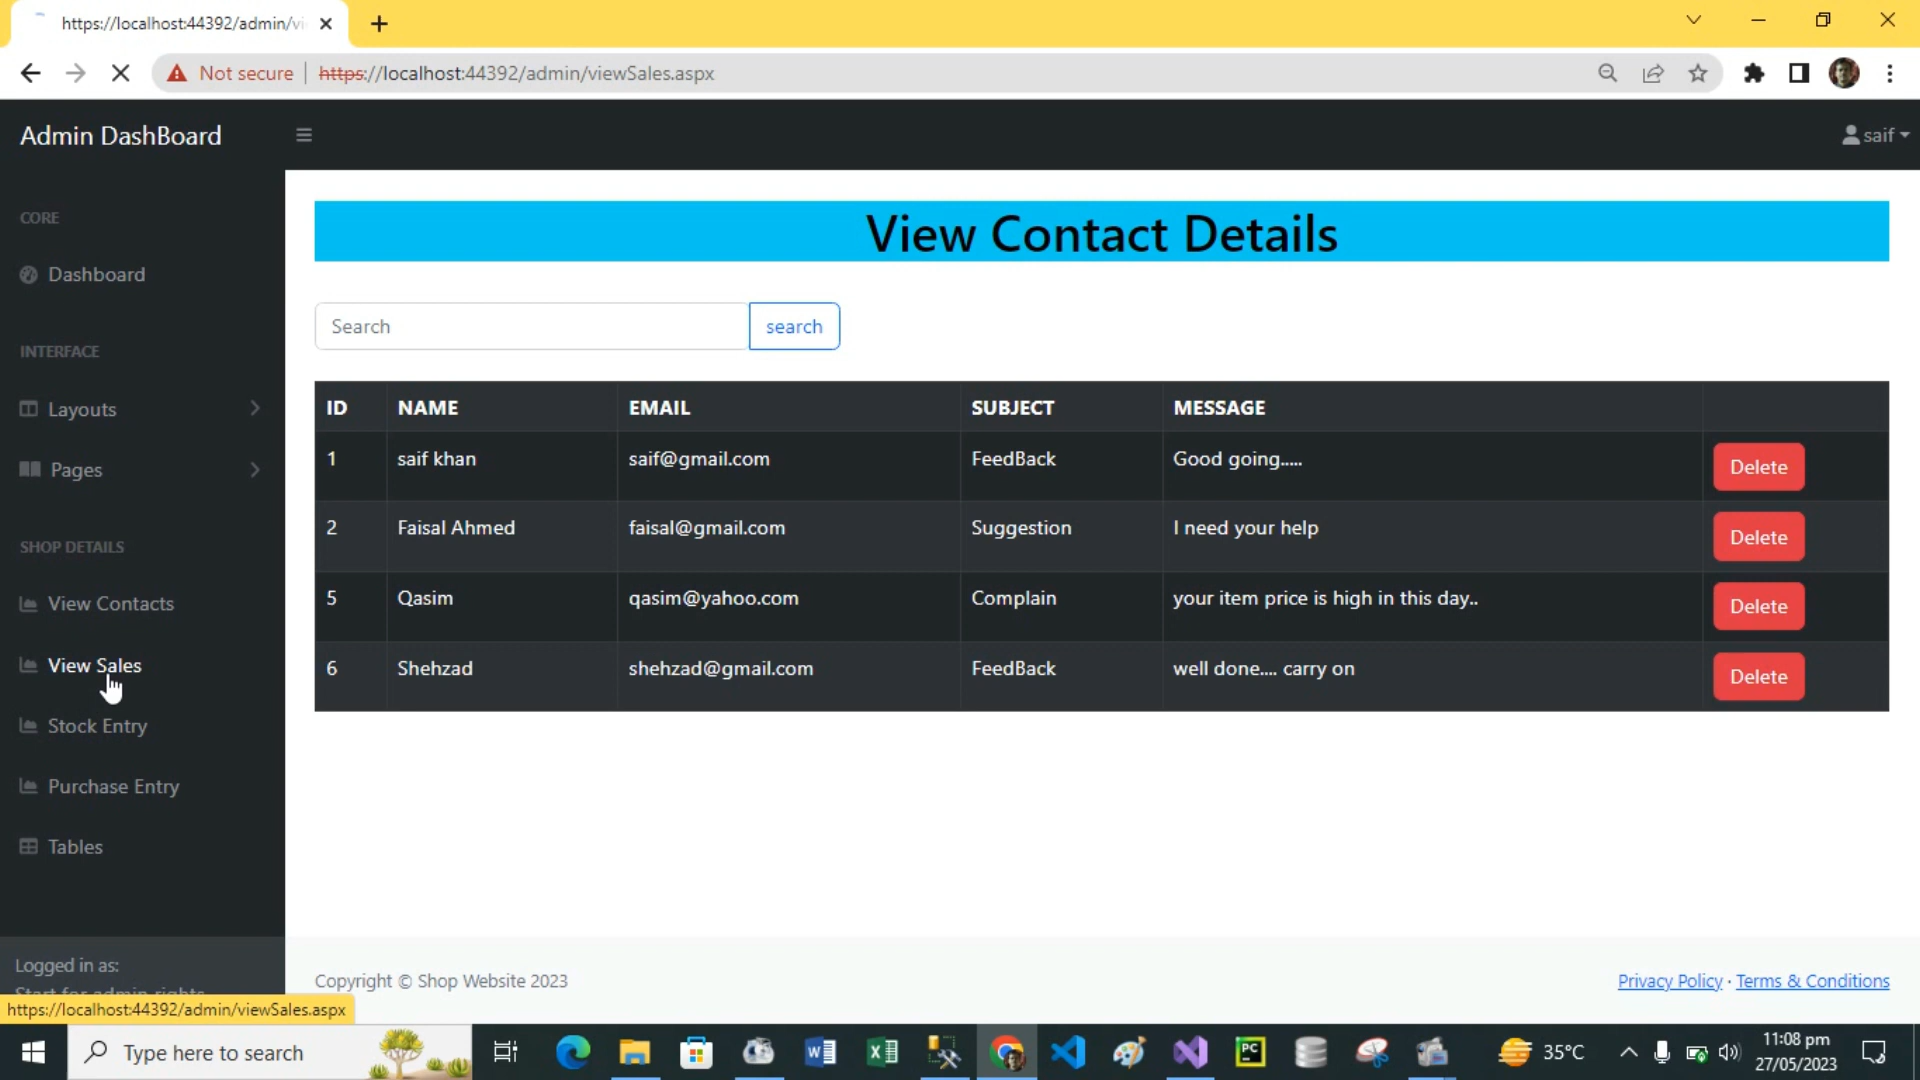 https://localhost:44392/admin/vi
Not secure https://localhost:44392/admin/viewSales.aspx
Admin DashBoard
saif
CORE
Dashboard
INTERFACE
Layouts
Pages
SHOP DETAILS
View Contacts
View Sales
Stock Entry
Purchase Entry
Tables
Logged in as:
Start for admin rights
https://localhost:44392/admin/viewSales.aspx
View Contact Details
Search search
ID NAME EMAIL SUBJECT MESSAGE
1 saif khan saif@gmail.com FeedBack Good going..... Delete
2 Faisal Ahmed faisal@gmail.com Suggestion I need your help Delete
5 Qasim qasim@yahoo.com Complain your item price is high in this day.. Delete
6 Shehzad shehzad@gmail.com FeedBack well done.... carry on Delete
Copyright © Shop Website 2023
Privacy Policy · Terms & Conditions
Type here to search
PC
35°C
11:08 pm
27/05/2023